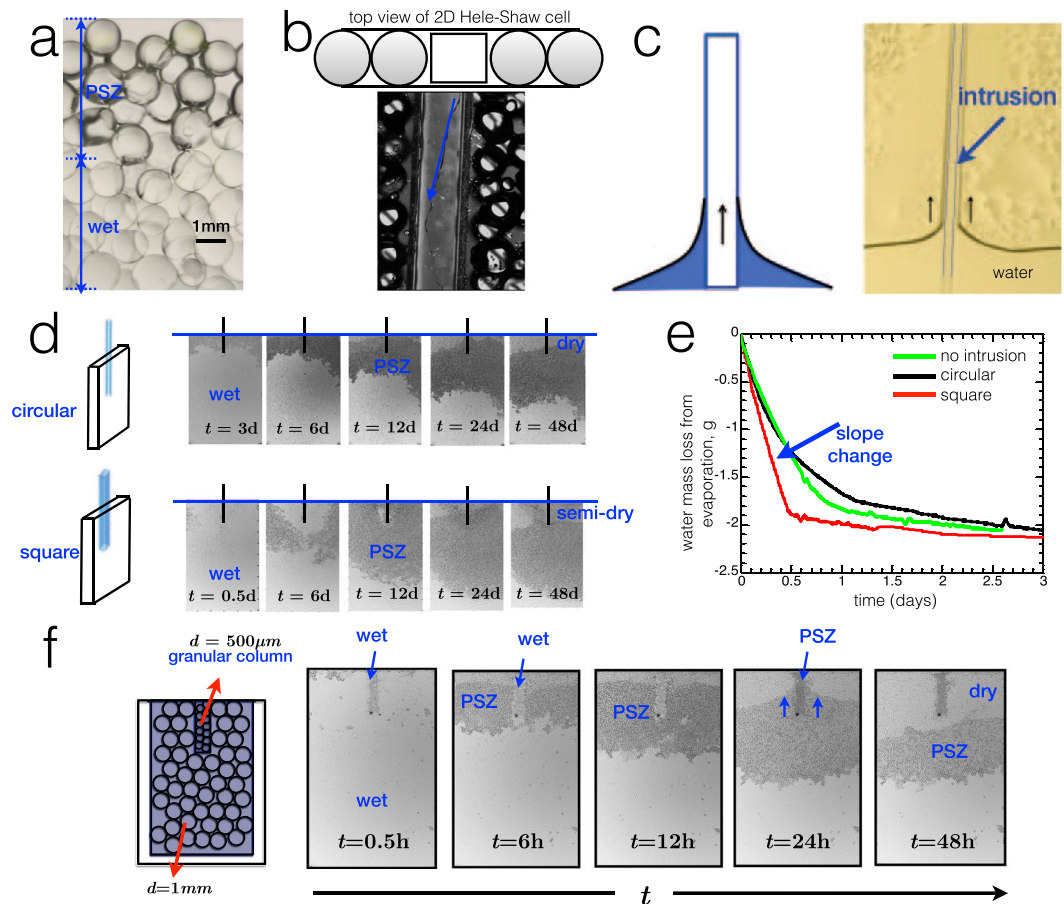 a
PSZ
wet
1mm
b
top view of 2D Hele-Shaw cell
c
intrusion
water
d
circular
wet
PSZ
dry
t = 3d
t = 6d
t = 12d
t = 24d
t = 48d
square
wet
PSZ
semi-dry
t = 0.5d
t = 6d
t = 12d
t = 24d
t = 48d
e
no intrusion
circular
square
slope
change
water mass loss from
evaporation, g
0
-0.5
-1
-1.5
-2
-2.5
0
0.5
1
1.5
2
2.5
3
time (days)
f
d = 500µm
granular column
d=1mm
wet
wet
t=0.5h
wet
PSZ
t=6h
PSZ
t=12h
PSZ
t=24h
dry
PSZ
t=48h
t